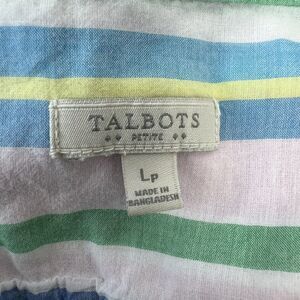 TALBOTS
PETITE
Lp
MADE IN
BANGLADESH